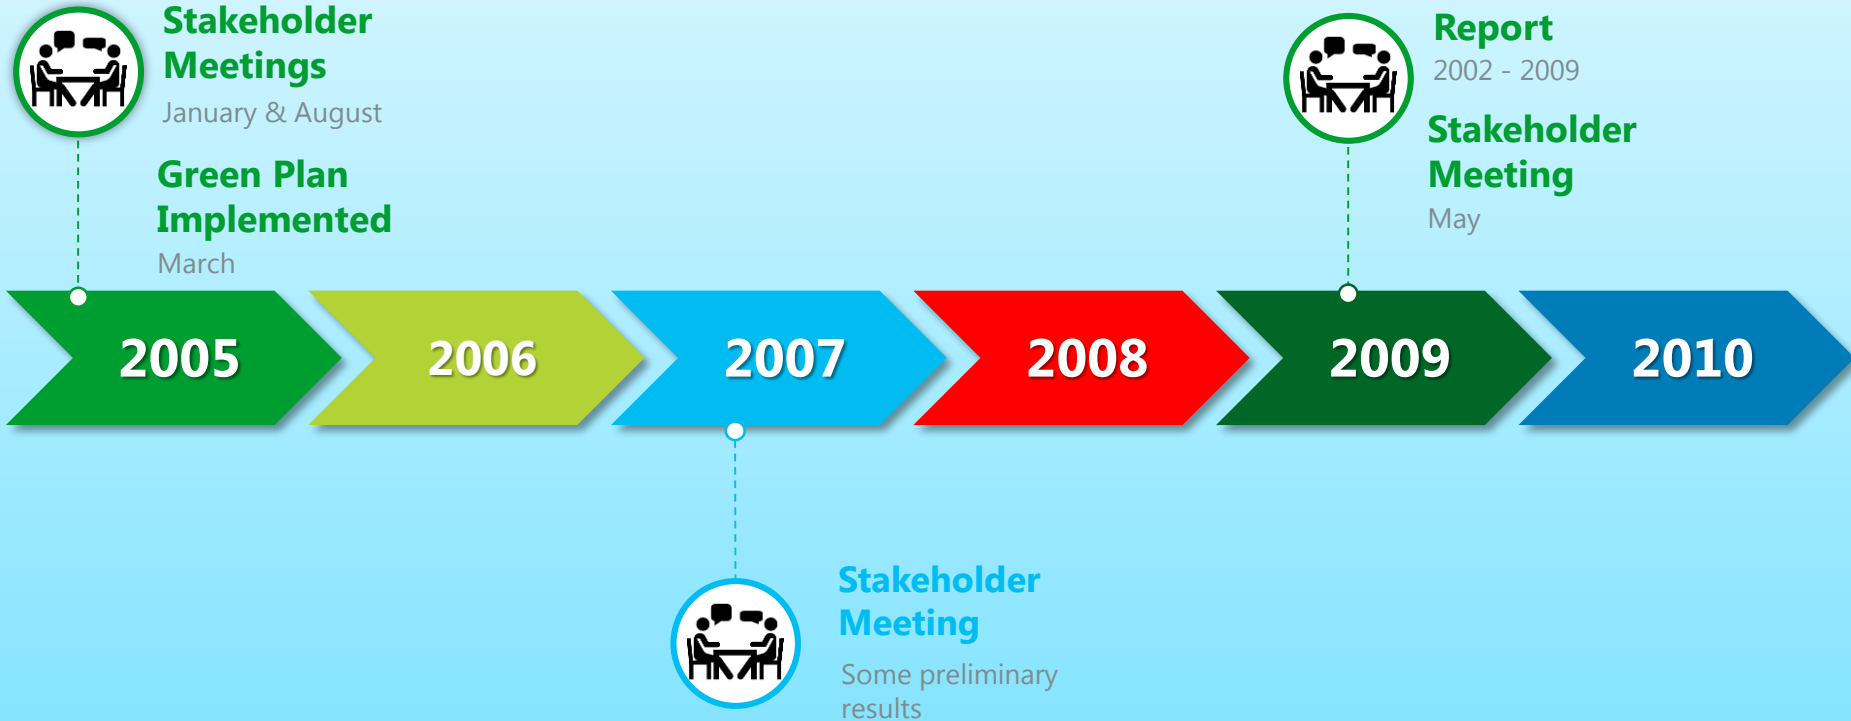 Stakeholder
Meetings
January & August
Green Plan
Implemented
March
Report
2002 - 2009
Stakeholder
Meeting
May
2005
2006
2007
2008
2009
2010
Stakeholder
Meeting
Some preliminary
results